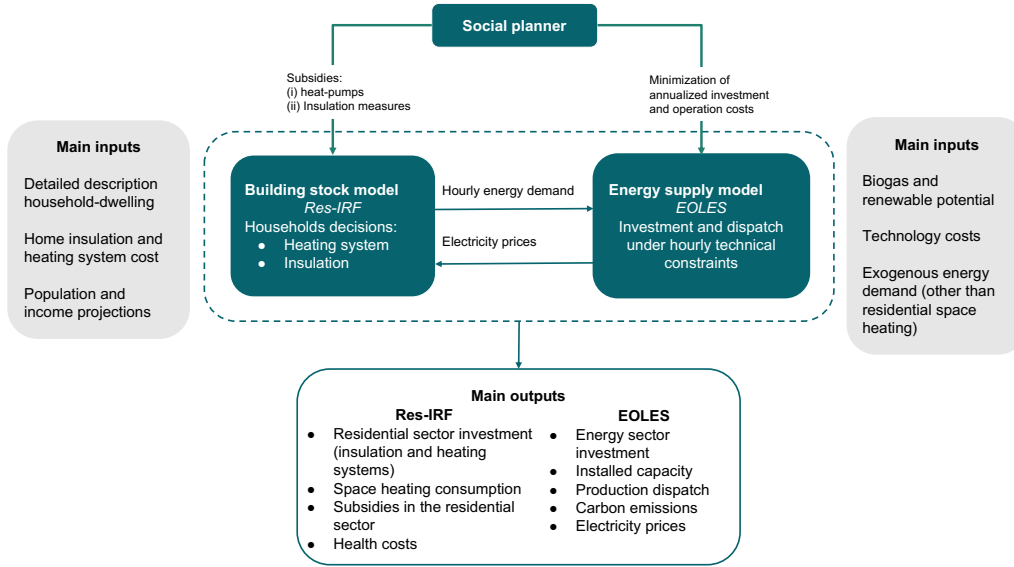 Social planner
Subsidies:
(i) heat-pumps
(ii) Insulation measures
Minimization of
annualized investment
and operation costs
Main inputs
Detailed description
household-dwelling
Home insulation and
heating system cost
Population and
income projections
Building stock model
Res-IRF
Households decisions:
● Heating system
● Insulation
Hourly energy demand
Electricity prices
Energy supply model
EOLES
Investment and dispatch
under hourly technical
constraints
Main inputs
Biogas and
renewable potential
Technology costs
Exogenous energy
demand (other than
residential space
heating)
Main outputs
Res-IRF
● Residential sector investment
(insulation and heating
systems)
● Space heating consumption
● Subsidies in the residential
sector
● Health costs
EOLES
● Energy sector
investment
● Installed capacity
● Production dispatch
● Carbon emissions
● Electricity prices